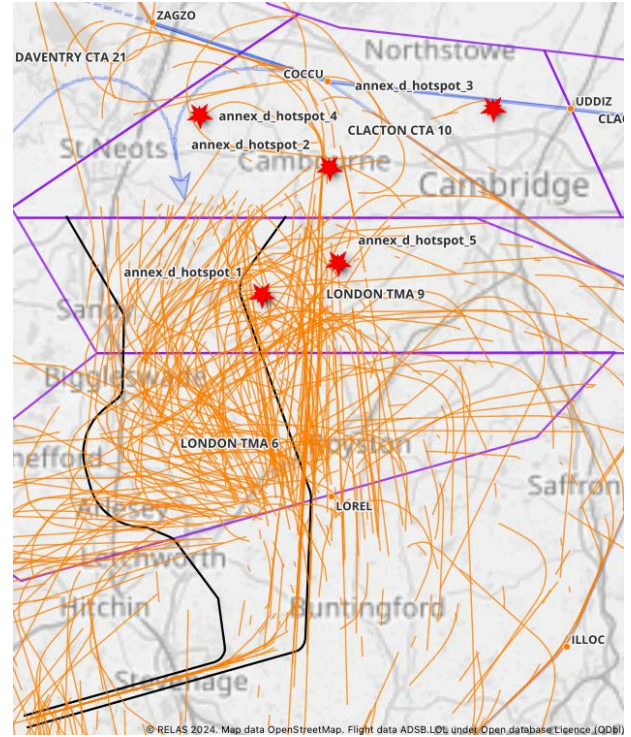 ZAGZO
DAVENTRY CTA 21
Northstowe
COCCU
annex_d_hotspot_3
UDDIZ
CLAC
annex_d_hotspot_4
CLACTON CTA 10
St Neots
annex_d_hotspot_2
Cambourne
Cambridge
annex_d_hotspot_5
annex_d_hotspot_1
LONDON TMA 9
Sandy
Biggleswade
LONDON TMA 6
Royston
hefford
Saffron
Arlesey
LOREL
Letchworth
Hitchin
Buntingford
ILLOC
Stevenage
© RELAS 2024. Map data OpenStreetMap. Flight data ADSB.LOL under Open database Licence (ODbl)